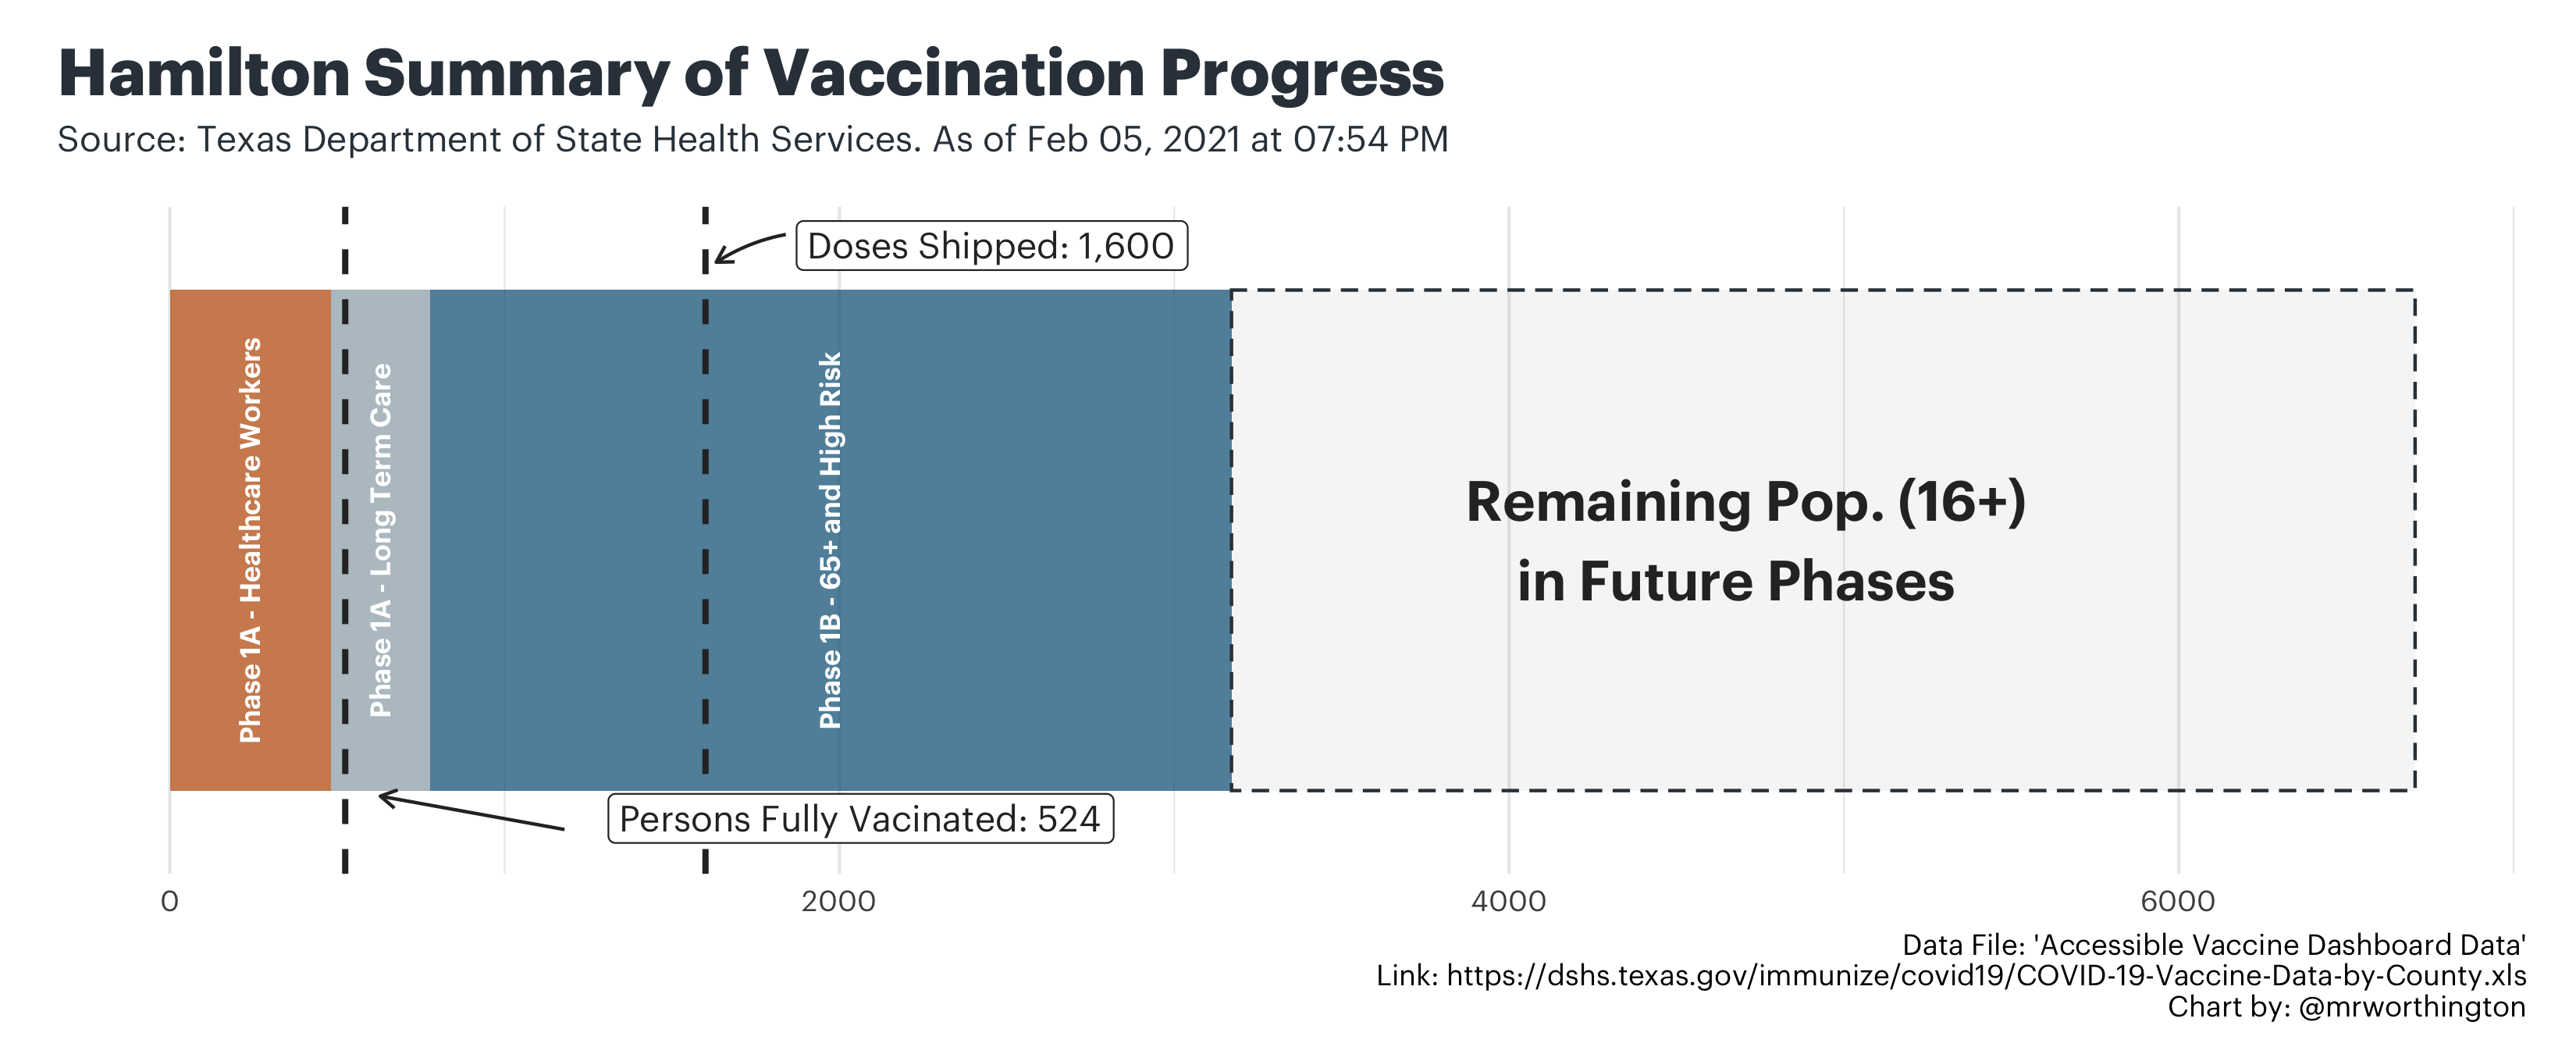 Hamilton Summary of Vaccination Progress
Source: Texas Department of State Health Services. As of Feb 05, 2021 at 07:54 PM
Doses Shipped: 1,600
Phase 1A - Healthcare Workers
Phase 1A - Long Term Care
Phase 1B - 65+ and High Risk
Remaining Pop. (16+)
in Future Phases
Persons Fully Vacinated: 524
0
2000
4000
6000
Data File: 'Accessible Vaccine Dashboard Data'
Link: https://dshs.texas.gov/immunize/covid19/COVID-19-Vaccine-Data-by-County.xls
Chart by: @mrworthington